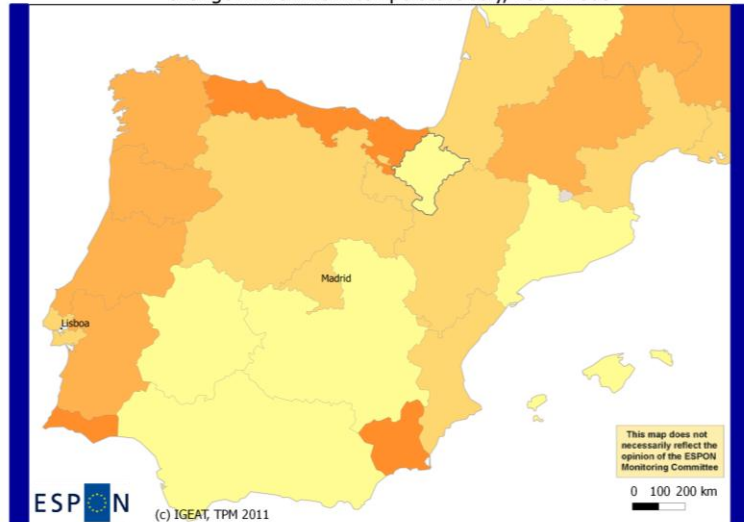 Madrid
Lisboa
This map does not
necessarily reflect the
opinion of the ESPON
Monitoring Committee
0 100 200 km
ESPON
(c) IGEAT, TPM 2011